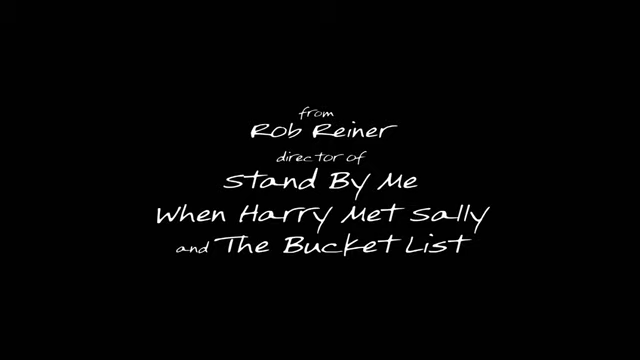 from
Rob Reiner
director of
Stand By Me
When Harry Met Sally
and The Bucket List